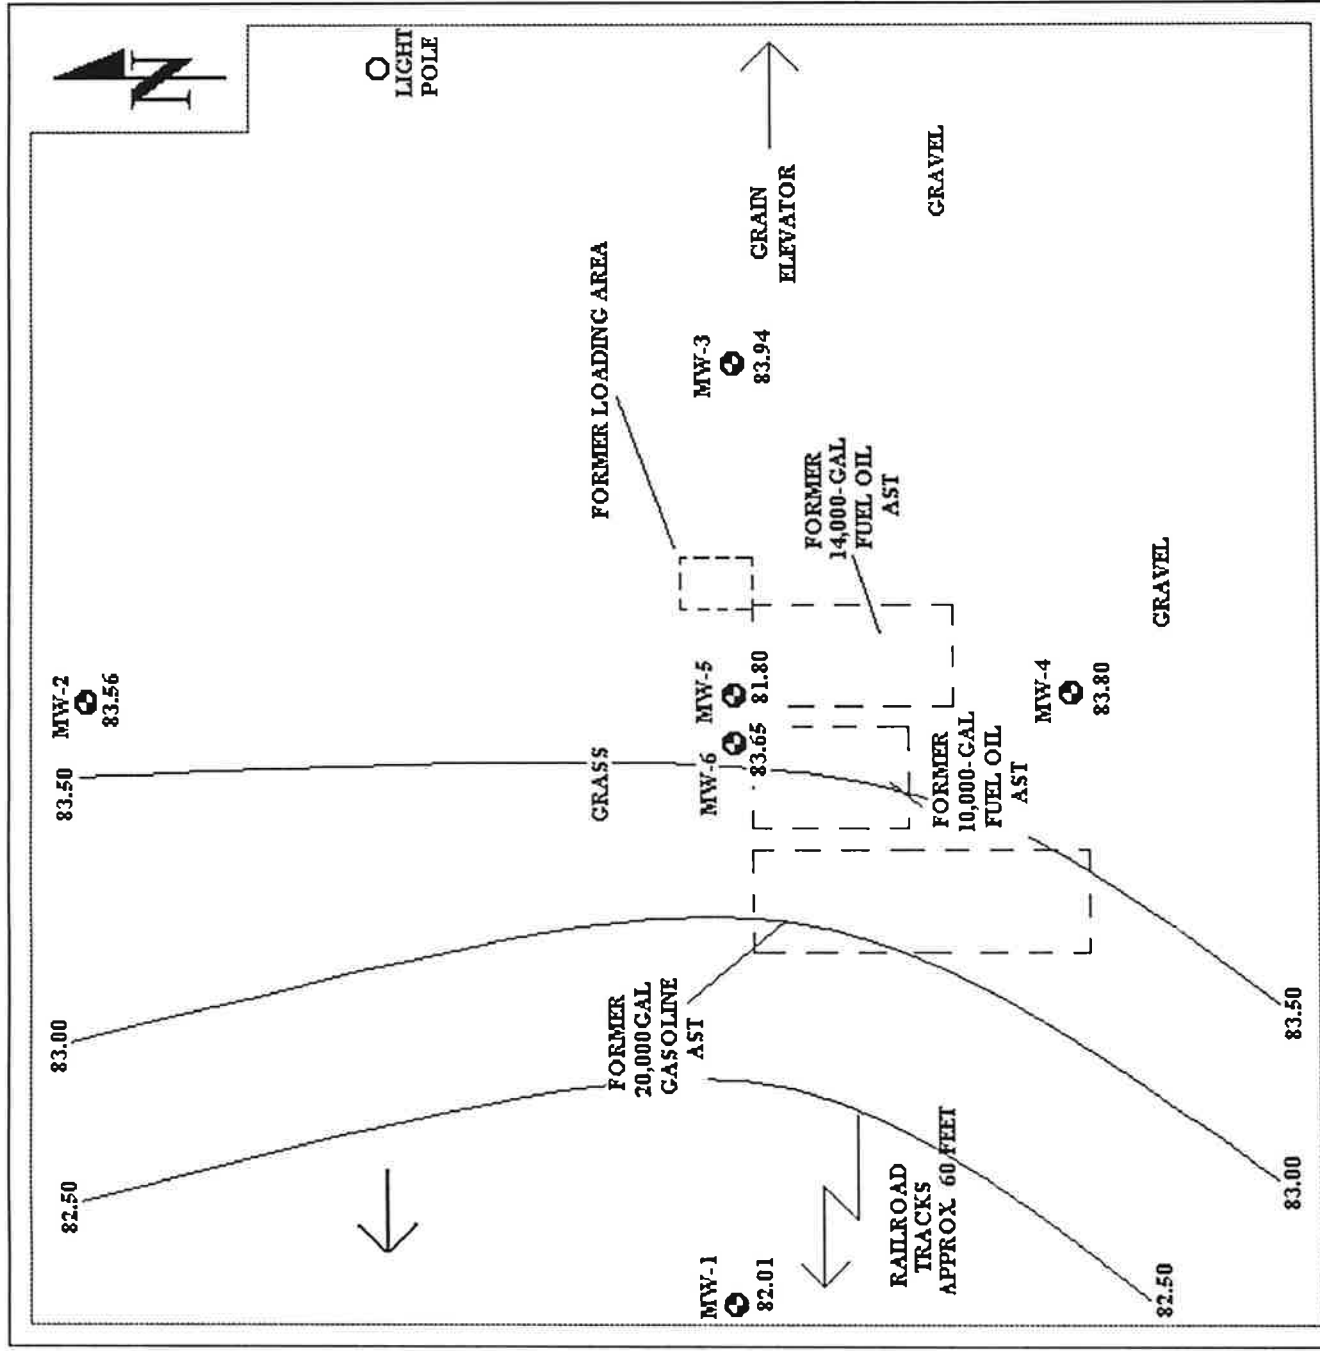 N
LIGHT
POLE
MW-2
83.56
83.50
83.00
82.50
FORMER LOADING AREA
GRASS
MW-3
83.94
GRAIN
ELEVATOR
GRAVEL
MW-5
81.80
MW-6
83.65
FORMER
14,000-GAL
FUEL OIL
AST
FORMER
10,000-GAL
FUEL OIL
AST
FORMER
20,000GAL
GASOLINE
AST
MW-1
82.01
RAILROAD
TRACKS
APPROX. 60 FEET
MW-4
83.80
GRAVEL
83.50
83.00
82.50